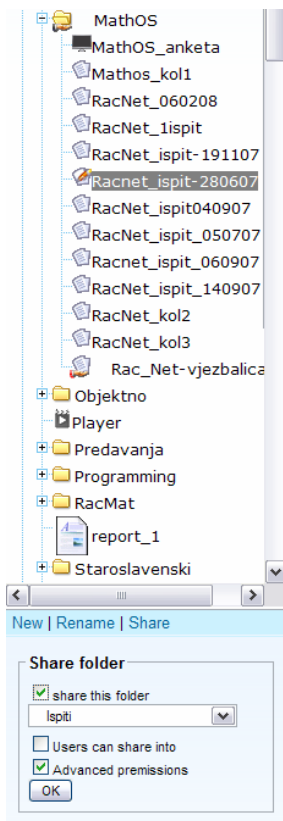 MathOS
MathOS_anketa
Mathos_kol1
RacNet_060208
RacNet_1ispit
RacNet_ispit-191107
Racnet_ispit-280607
RacNet_ispit040907
RacNet_ispit_050707
Racnet_ispit_060907
RacNet_ispit_140907
RacNet_kol2
RacNet_kol3
Rac_Net-vjezbalica
Objektno
Player
Predavanja
Programming
RacMat
report_1
Staroslavenski
New | Rename | Share
Share folder
share this folder
Ispiti
Users can share into
Advanced premissions
OK